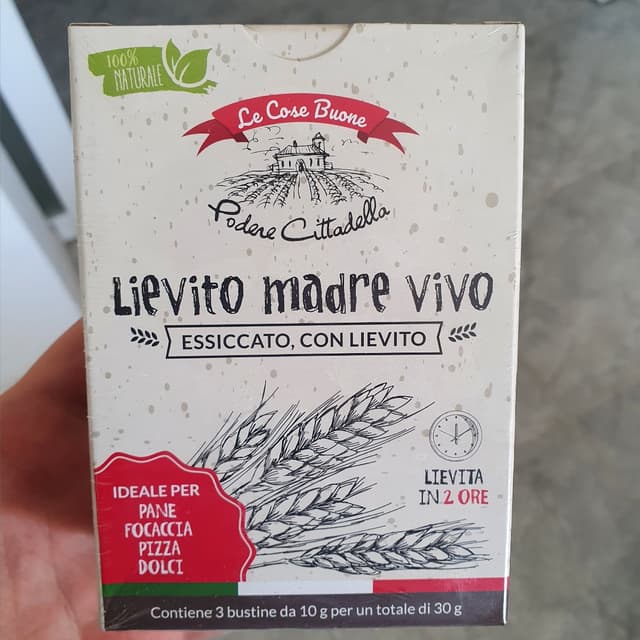 100%
NATURALE
Le Cose Buone
Podere Cittadella
Lievito madre vivo
ESSICCATO, CON LIEVITO
LIEVITA
IN 2 ORE
IDEALE PER
PANE
FOCACCIA
PIZZA
DOLCI
Contiene 3 bustine da 10 g per un totale di 30 g